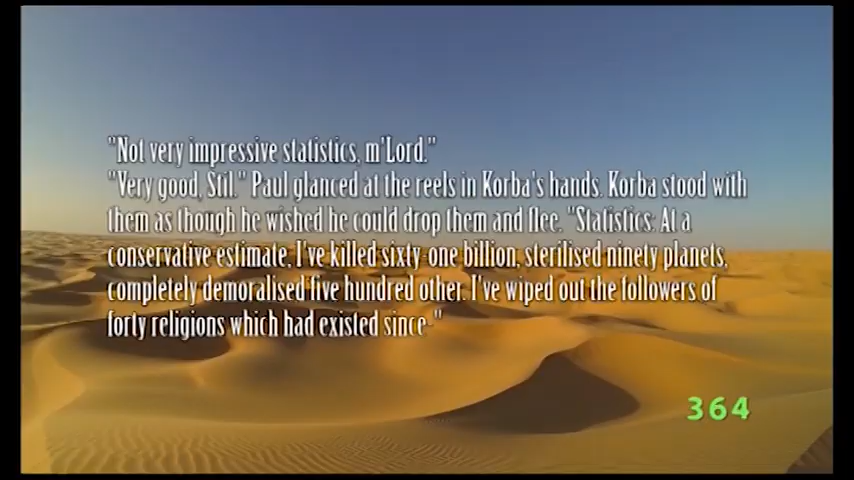 "Not very impressive statistics, m'Lord."
"Very good, Stil." Paul glanced at the reels in Korba's hands. Korba stood with
them as though he wished he could drop them and flee. "Statistics: At a
conservative estimate, I've killed sixty-one billion, sterilised ninety planets,
completely demoralised five hundred other. I've wiped out the followers of
forty religions which had existed since-"
364